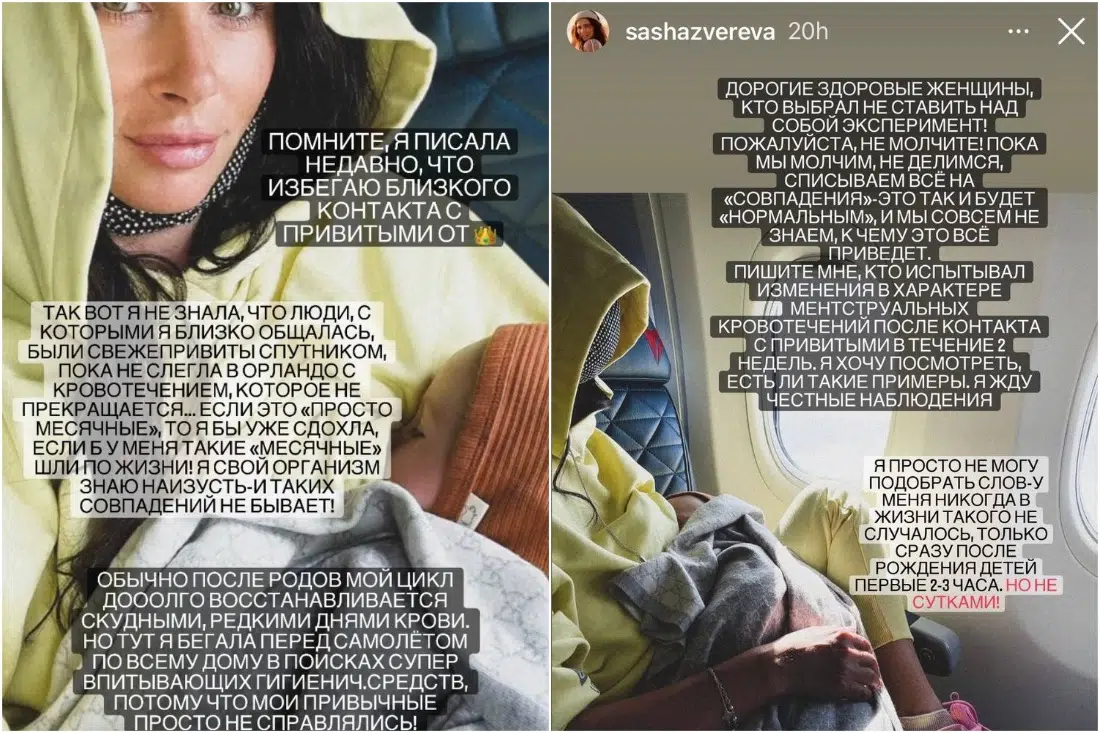 ПОМНИТЕ, Я ПИСАЛА
НЕДАВНО, ЧТО
ИЗБЕГАЮ БЛИЗКОГО
КОНТАКТА С
ПРИВИТЫМИ ОТ 👑
ТАК ВОТ Я НЕ ЗНАЛА, ЧТО ЛЮДИ, С
КОТОРЫМИ Я БЛИЗКО ОБЩАЛАСЬ,
БЫЛИ СВЕЖЕПРИВИТЫ СПУТНИКОМ,
ПОКА НЕ СЛЕГЛА В ОРЛАНДО С
КРОВОТЕЧЕНИЕМ, КОТОРОЕ НЕ
ПРЕКРАЩАЕТСЯ... ЕСЛИ ЭТО «ПРОСТО
МЕСЯЧНЫЕ», ТО Я БЫ УЖЕ СДОХЛА,
ЕСЛИ Б У МЕНЯ ТАКИЕ «МЕСЯЧНЫЕ»
ШЛИ ПО ЖИЗНИ! Я СВОЙ ОРГАНИЗМ
ЗНАЮ НАИЗУСТЬ-И ТАКИХ
СОВПАДЕНИЙ НЕ БЫВАЕТ!
ОБЫЧНО ПОСЛЕ РОДОВ МОЙ ЦИКЛ
ДОООЛГО ВОССТАНАВЛИВАЕТСЯ
СКУДНЫМИ, РЕДКИМИ ДНЯМИ КРОВИ.
НО ТУТ Я БЕГАЛА ПЕРЕД САМОЛЁТОМ
ПО ВСЕМУ ДОМУ В ПОИСКАХ СУПЕР
ВПИТЫВАЮЩИХ ГИГИЕНИЧ.СРЕДСТВ,
ПОТОМУ ЧТО МОИ ПРИВЫЧНЫЕ
ПРОСТО НЕ СПРАВЛЯЛИСЬ!
sashazvereva 20h
ДОРОГИЕ ЗДОРОВЫЕ ЖЕНЩИНЫ,
КТО ВЫБРАЛ НЕ СТАВИТЬ НАД
СОБОЙ ЭКСПЕРИМЕНТ!
ПОЖАЛУЙСТА, НЕ МОЛЧИТЕ! ПОКА
МЫ МОЛЧИМ, НЕ ДЕЛИМСЯ,
СПИСЫВАЕМ ВСЁ НА
«СОВПАДЕНИЯ»-ЭТО ТАК И БУДЕТ
«НОРМАЛЬНЫМ», И МЫ СОВСЕМ НЕ
ЗНАЕМ, К ЧЕМУ ЭТО ВСЁ
ПРИВЕДЕТ.
ПИШИТЕ МНЕ, КТО ИСПЫТЫВАЛ
ИЗМЕНЕНИЯ В ХАРАКТЕРЕ
МЕНТСТРУАЛЬНЫХ
КРОВОТЕЧЕНИЙ ПОСЛЕ КОНТАКТА
С ПРИВИТЫМИ В ТЕЧЕНИЕ 2
НЕДЕЛЬ. Я ХОЧУ ПОСМОТРЕТЬ,
ЕСТЬ ЛИ ТАКИЕ ПРИМЕРЫ. Я ЖДУ
ЧЕСТНЫЕ НАБЛЮДЕНИЯ
Я ПРОСТО НЕ МОГУ
ПОДОБРАТЬ СЛОВ-У
МЕНЯ НИКОГДА В
ЖИЗНИ ТАКОГО НЕ
СЛУЧАЛОСЬ, ТОЛЬКО
СРАЗУ ПОСЛЕ
РОЖДЕНИЯ ДЕТЕЙ
ПЕРВЫЕ 2-3 ЧАСА. НО НЕ
СУТКАМИ!